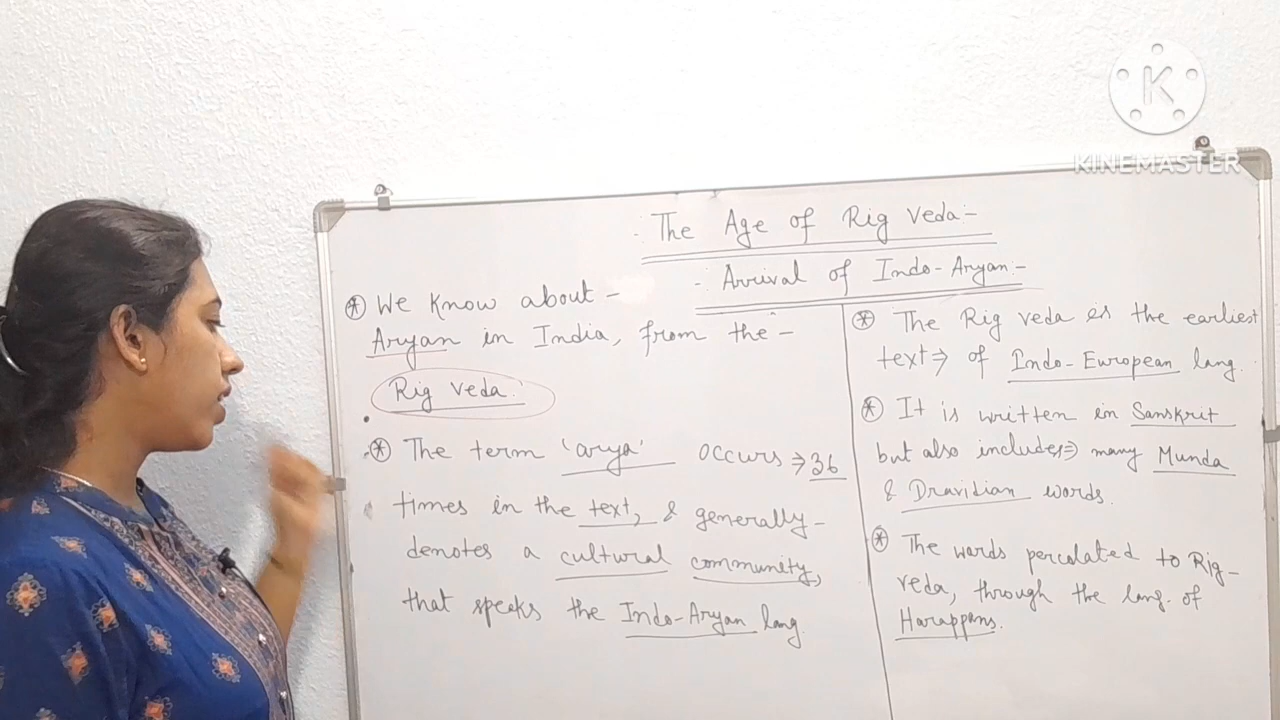 The Age of Rig Veda:-
Arrival of Indo-Aryan:-
We Know about -
Aryan in India, from the -
Rig Veda.
The term 'arya' occurs ⇒ 36
times in the text, & generally -
denotes a cultural community,
that speaks the Indo-Aryan lang.
The Rig veda is the earliest
text ⇒ of Indo-European lang.
It is written in Sanskrit
but also includes ⇒ many Munda
& Dravidian words.
The words percolated to Rig-
veda, through the lang. of
Harappans.
K
KINEMASTER